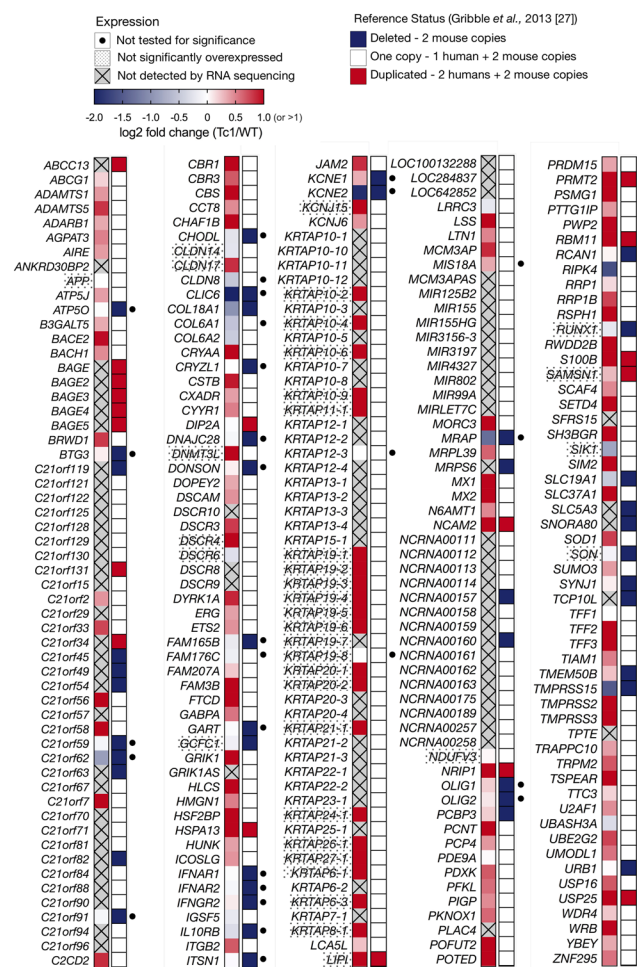 Expression
Not tested for significance
Not significantly overexpressed
Not detected by RNA sequencing
-2.0 -1.5 -1.0 -0.5 0 0.5 1.0 (or >1)
log2 fold change (Tc1/WT)
Reference Status (Gribble et al., 2013 [27])
Deleted - 2 mouse copies
One copy - 1 human + 2 mouse copies
Duplicated - 2 humans + 2 mouse copies
ABCC13
ABCG1
ADAMTS1
ADAMTS5
ADARB1
AGPAT3
AIRE
ANKRD30BP2
APP
ATP5J
ATP5O
B3GALT5
BACE2
BACH1
BAGE
BAGE2
BAGE3
BAGE4
BAGE5
BRWD1
BTG3
C21orf119
C21orf121
C21orf122
C21orf125
C21orf128
C21orf129
C21orf130
C21orf131
C21orf15
C21orf2
C21orf29
C21orf33
C21orf34
C21orf45
C21orf49
C21orf54
C21orf56
C21orf57
C21orf58
C21orf59
C21orf62
C21orf63
C21orf67
C21orf7
C21orf70
C21orf71
C21orf81
C21orf82
C21orf84
C21orf88
C21orf90
C21orf91
C21orf94
C21orf96
C2CD2
CBR1
CBR3
CBS
CCT8
CHAF1B
CHODL
CLDN14
CLDN17
CLDN8
CLIC6
COL18A1
COL6A1
COL6A2
CRYAA
CRYZL1
CSTB
CXADR
CYYR1
DIP2A
DNAJC28
DNMT3L
DONSON
DOPEY2
DSCAM
DSCR10
DSCR3
DSCR4
DSCR6
DSCR8
DSCR9
DYRK1A
ERG
ETS2
FAM165B
FAM176C
FAM207A
FAM3B
FTCD
GABPA
GART
GCFC1
GRIK1
GRIK1AS
HLCS
HMGN1
HSF2BP
HSPA13
HUNK
ICOSLG
IFNAR1
IFNAR2
IFNGR2
IGSF5
IL10RB
ITGB2
ITSN1
JAM2
KCNE1
KCNE2
KCNJ15
KCNJ6
KRTAP10-1
KRTAP10-10
KRTAP10-11
KRTAP10-12
KRTAP10-2
KRTAP10-3
KRTAP10-4
KRTAP10-5
KRTAP10-6
KRTAP10-7
KRTAP10-8
KRTAP10-9
KRTAP11-1
KRTAP12-1
KRTAP12-2
KRTAP12-3
KRTAP12-4
KRTAP13-1
KRTAP13-2
KRTAP13-3
KRTAP13-4
KRTAP15-1
KRTAP19-1
KRTAP19-2
KRTAP19-3
KRTAP19-4
KRTAP19-5
KRTAP19-6
KRTAP19-7
KRTAP19-8
KRTAP20-1
KRTAP20-2
KRTAP20-3
KRTAP20-4
KRTAP21-1
KRTAP21-2
KRTAP21-3
KRTAP22-1
KRTAP22-2
KRTAP23-1
KRTAP24-1
KRTAP25-1
KRTAP26-1
KRTAP27-1
KRTAP6-1
KRTAP6-2
KRTAP6-3
KRTAP7-1
KRTAP8-1
LCA5L
LIPI
LOC100132288
LOC284837
LOC642852
LRRC3
LSS
LTN1
MCM3AP
MIS18A
MCM3APAS
MIR125B2
MIR155
MIR155HG
MIR3156-3
MIR3197
MIR4327
MIR802
MIR99A
MIRLET7C
MORC3
MRAP
MRPL39
MRPS6
MX1
MX2
N6AMT1
NCAM2
NCRNA00111
NCRNA00112
NCRNA00113
NCRNA00114
NCRNA00157
NCRNA00158
NCRNA00159
NCRNA00160
NCRNA00161
NCRNA00162
NCRNA00163
NCRNA00175
NCRNA00189
NCRNA00257
NCRNA00258
NDUFV3
NRIP1
OLIG1
OLIG2
PCBP3
PCNT
PCP4
PDE9A
PDXK
PFKL
PIGP
PKNOX1
PLAC4
POFUT2
POTED
PRDM15
PRMT2
PSMG1
PTTG1IP
PWP2
RBM11
RCAN1
RIPK4
RRP1
RRP1B
RSPH1
RUNX1
RWDD2B
S100B
SAMSN1
SCAF4
SETD4
SFRS15
SH3BGR
SIK1
SIM2
SLC19A1
SLC37A1
SLC5A3
SNORA80
SOD1
SON
SUMO3
SYNJ1
TCP10L
TFF1
TFF2
TFF3
TIAM1
TMEM50B
TMPRSS15
TMPRSS2
TMPRSS3
TPTE
TRAPPC10
TRPM2
TSPEAR
TTC3
U2AF1
UBASH3A
UBE2G2
UMODL1
URB1
USP16
USP25
WDR4
WRB
YBEY
ZNF295